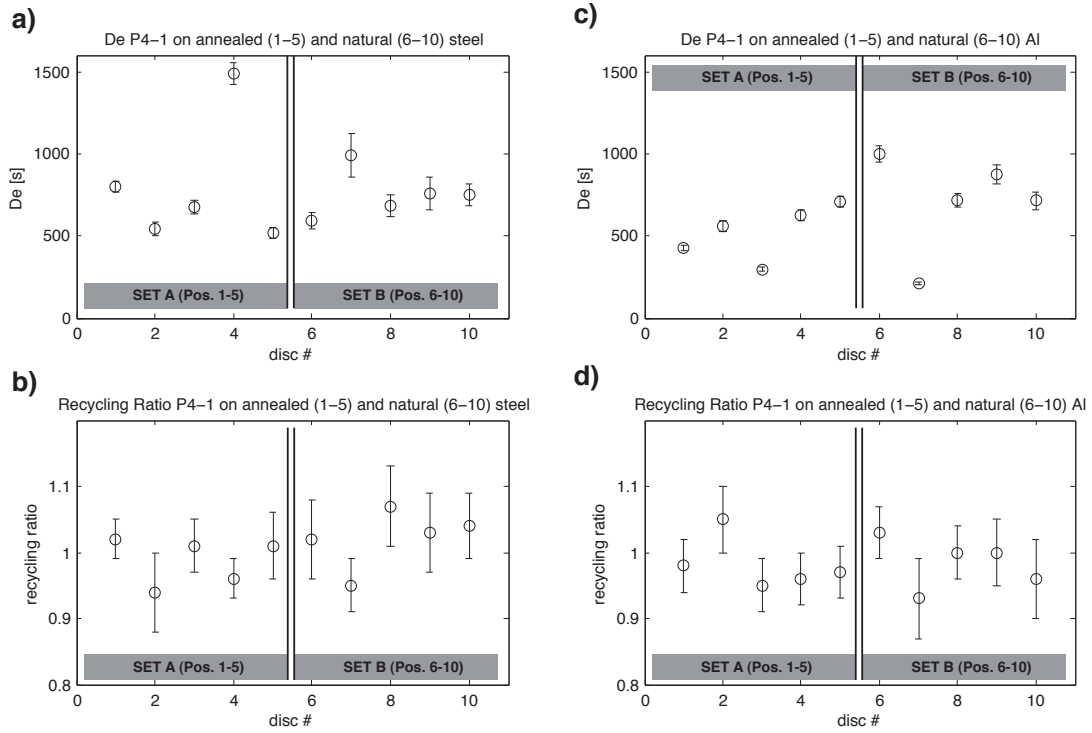 a)
De P4−1 on annealed (1−5) and natural (6−10) steel
1500
1000
500
0
De [s]
SET A (Pos. 1-5)
SET B (Pos. 6-10)
0
2
4
6
8
10
disc #
b)
Recycling Ratio P4−1 on annealed (1−5) and natural (6−10) steel
1.1
1
0.9
0.8
recycling ratio
SET A (Pos. 1-5)
SET B (Pos. 6-10)
0
2
4
6
8
10
disc #
c)
De P4−1 on annealed (1−5) and natural (6−10) Al
1500
1000
500
0
De [s]
SET A (Pos. 1-5)
SET B (Pos. 6-10)
0
2
4
6
8
10
disc #
d)
Recycling Ratio P4−1 on annealed (1−5) and natural (6−10) Al
1.1
1
0.9
0.8
recycling ratio
SET A (Pos. 1-5)
SET B (Pos. 6-10)
0
2
4
6
8
10
disc #